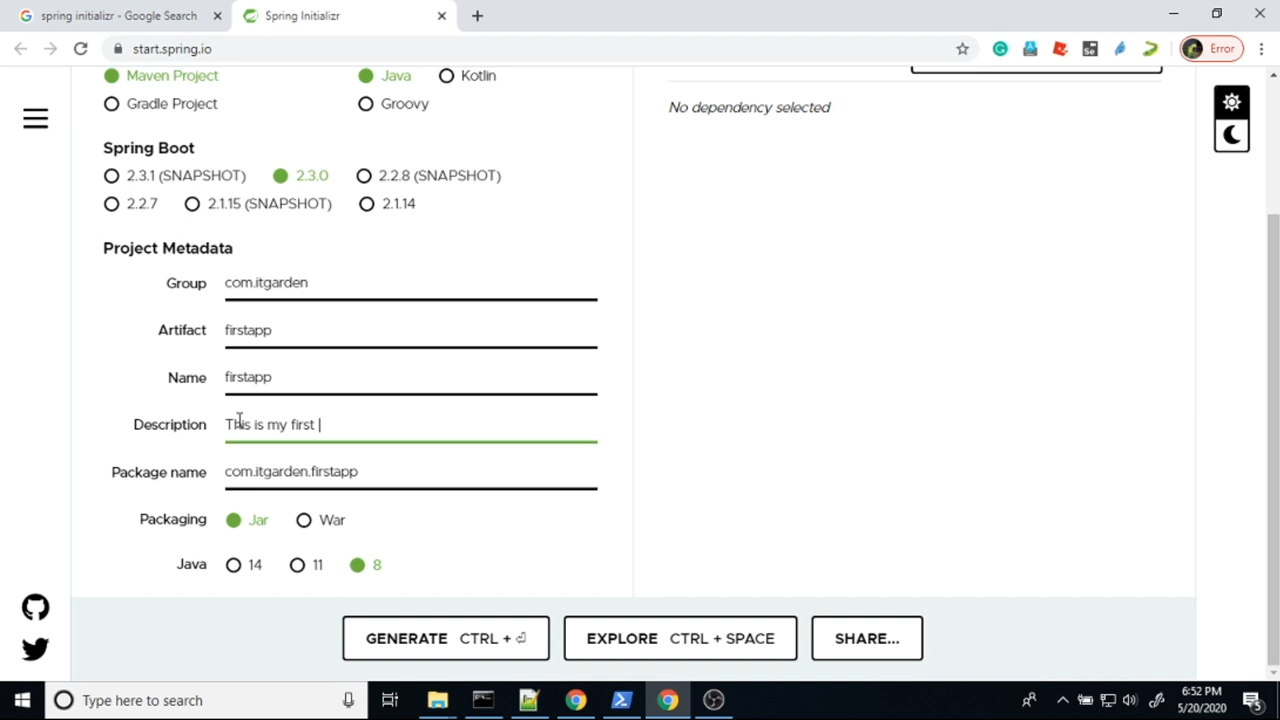 spring initializr - Google Search
Spring Initializr
start.spring.io
Se
Error
Maven Project
Java
Kotlin
Gradle Project
Groovy
No dependency selected
Spring Boot
2.3.1 (SNAPSHOT)
2.3.0
2.2.8 (SNAPSHOT)
2.2.7
2.1.15 (SNAPSHOT)
2.1.14
Project Metadata
Group
com.itgarden
Artifact
firstapp
Name
firstapp
Description
This is my first
Package name
com.itgarden.firstapp
Packaging
Jar
War
Java
14
11
8
GENERATE CTRL + ⏎
EXPLORE CTRL + SPACE
SHARE...
Type here to search
6:52 PM
5/20/2020
5